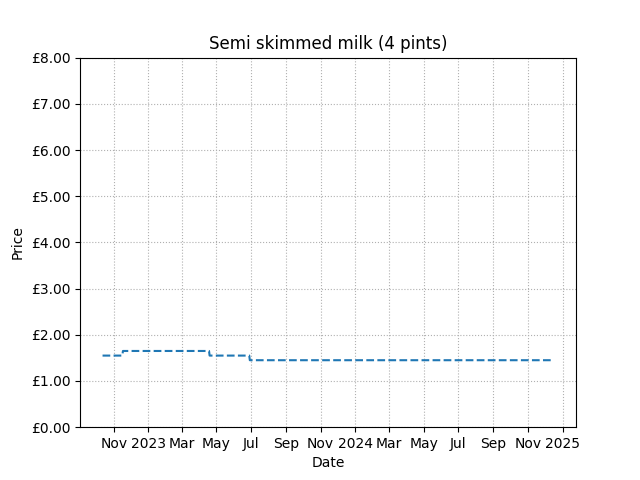 Semi skimmed milk (4 pints)
£8.00
£7.00
£6.00
£5.00
£4.00
£3.00
£2.00
£1.00
£0.00
Price
Nov 2023 Mar May Jul Sep Nov 2024 Mar May Jul Sep Nov 2025
Date